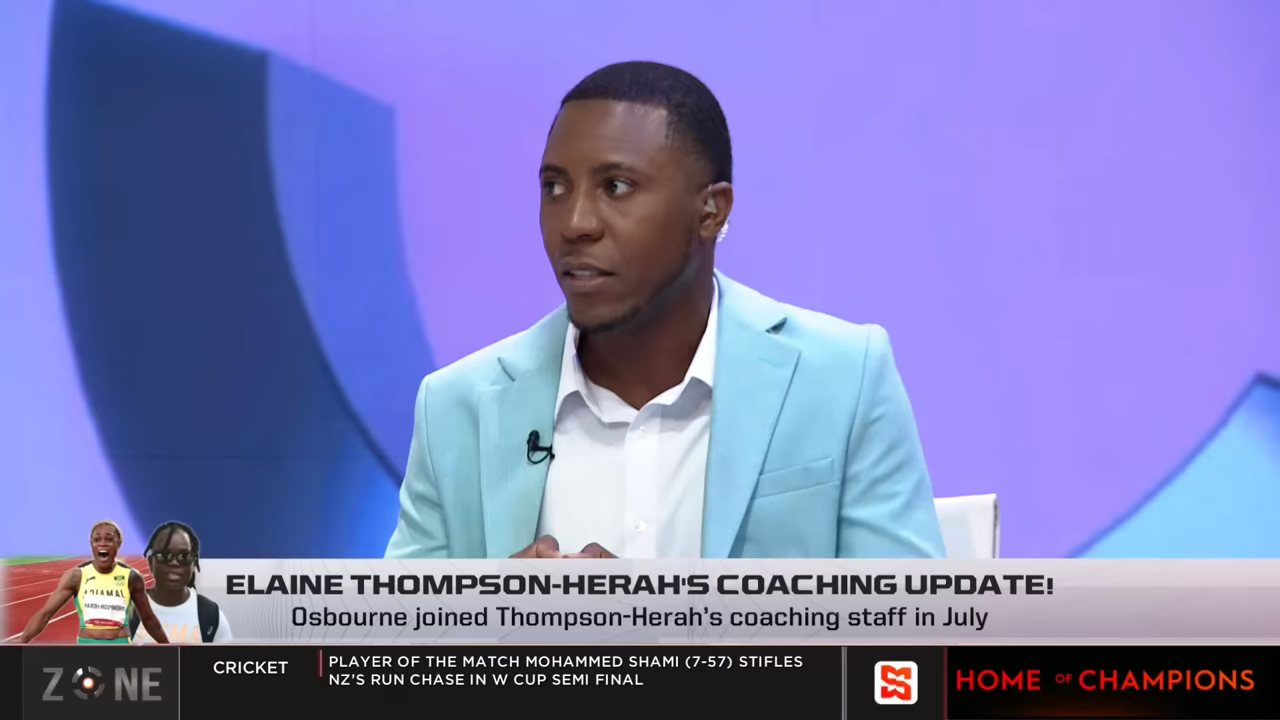 ELAINE THOMPSON-HERAH'S COACHING UPDATE!
Osbourne joined Thompson-Herah's coaching staff in July
ZONE
CRICKET
PLAYER OF THE MATCH MOHAMMED SHAMI (7-57) STIFLES
NZ'S RUN CHASE IN W CUP SEMI FINAL
HOME OF CHAMPIONS